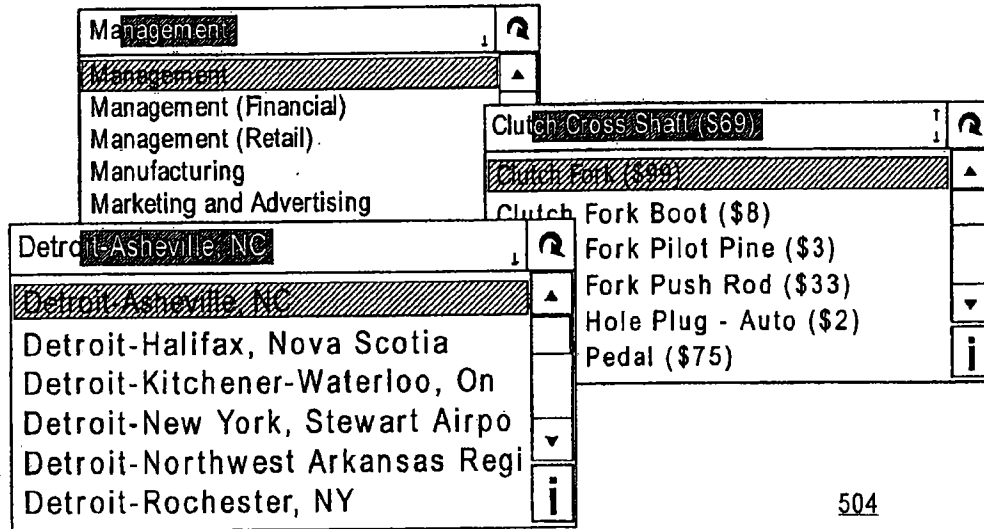 Management
Management
Management (Financial)
Management (Retail)
Manufacturing
Marketing and Advertising
Clutch Cross Shaft ($69)
Clutch Fork ($99)
Clutch Fork Boot ($8)
Fork Pilot Pine ($3)
Fork Push Rod ($33)
Hole Plug - Auto ($2)
Pedal ($75)
i
Detroit-Asheville, NC
Detroit-Asheville, NC
Detroit-Halifax, Nova Scotia
Detroit-Kitchener-Waterloo, On
Detroit-New York, Stewart Airpo
Detroit-Northwest Arkansas Regi
Detroit-Rochester, NY
i
504